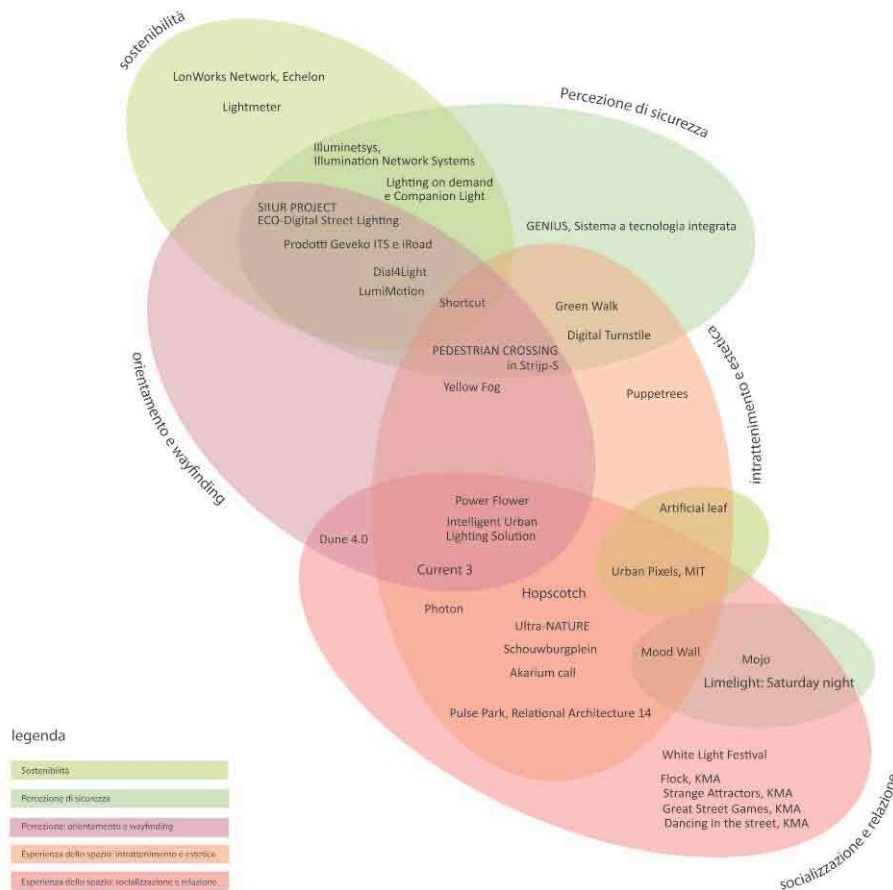 sostenibilità
LonWorks Network, Echelon
Lightmeter
Percezione di sicurezza
Illuminetsys,
Illumination Network Systems
Lighting on demand
e Companion Light
SIIUR PROJECT
ECO-Digital Street Lighting
GENIUS, Sistema a tecnologia integrata
Prodotti Geveko ITS e iRoad
Dial4Light
LumiMotion
Shortcut
Green Walk
Digital Turnstile
PEDESTRIAN CROSSING
in Strijp-S
Yellow Fog
Puppetrees
orientamento e wayfinding
intrattenimento e estetica
Power Flower
Intelligent Urban
Lighting Solution
Artificial leaf
Dune 4.0
Current 3
Urban Pixels, MIT
Hopscotch
Photon
Ultra-NATURE
Schouwburgplein
Mood Wall
Mojo
Akarium call
Limelight: Saturday night
Pulse Park, Relational Architecture 14
White Light Festival
Flock, KMA
Strange Attractors, KMA
Great Street Games, KMA
Dancing in the street, KMA
socializzazione e relazione
legenda
Sostenibilità
Percezione di sicurezza
Percezione: orientamento e wayfinding
Esperienza dello spazio: intrattenimento e estetica
Esperienza dello spazio: socializzazione e relazione